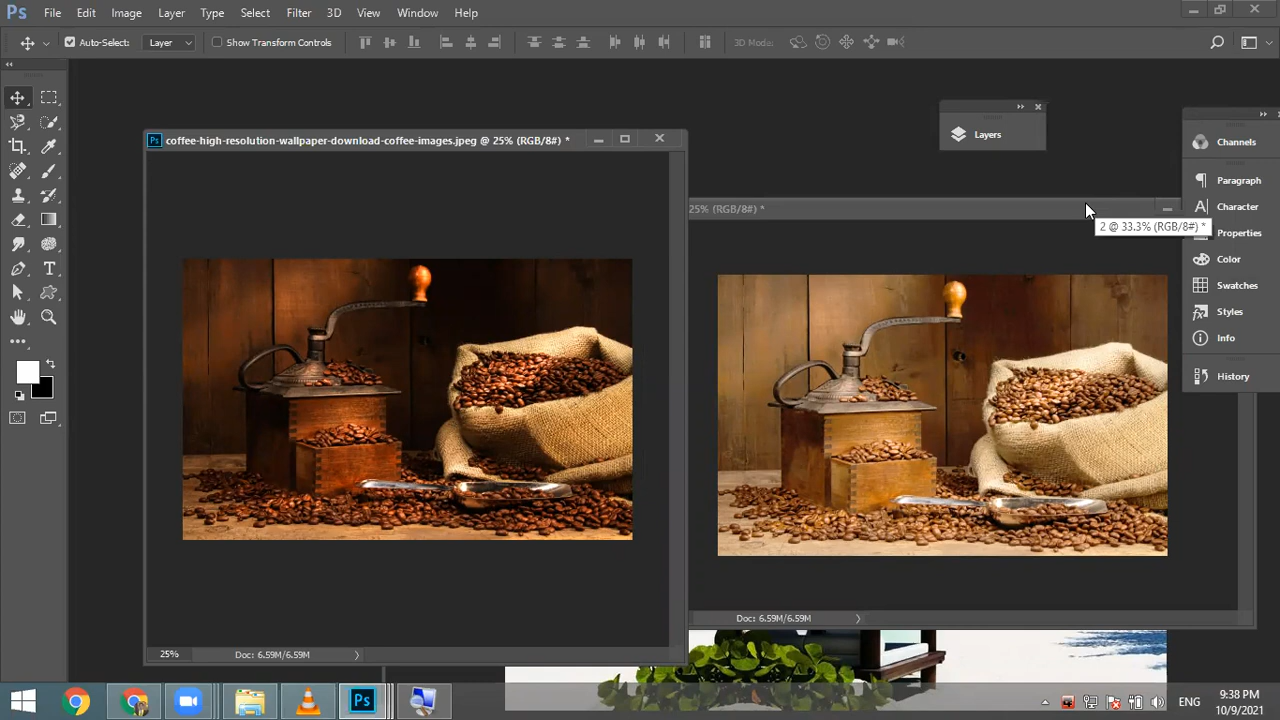 Ps File Edit Image Layer Type Select Filter 3D View Window Help
Auto-Select: Layer Show Transform Controls 3D Mode:
Layers
Ps coffee-high-resolution-wallpaper-download-coffee-images.jpeg @ 25% (RGB/8#) *
25% (RGB/8#) *
2 @ 33.3% (RGB/8#) *
Channels
Paragraph
Character
Properties
Color
Swatches
Styles
Info
History
Doc: 6.59M/6.59M
25% Doc: 6.59M/6.59M
Ps
ENG
9:38 PM
10/9/2021